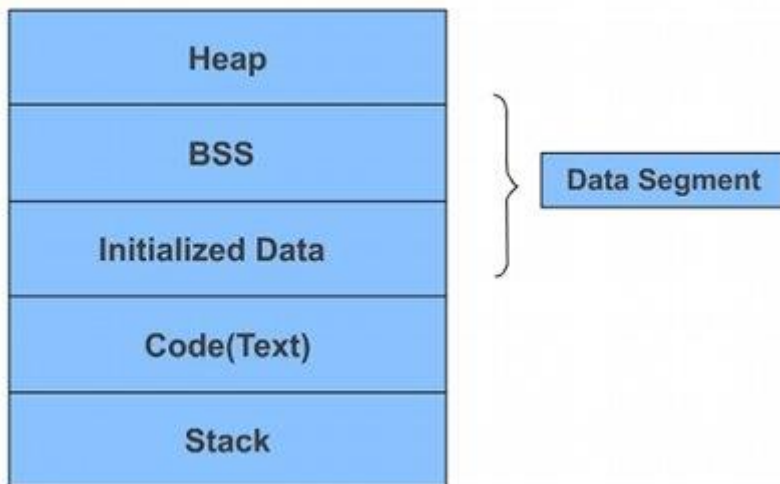 Heap
BSS
Data Segment
Initialized Data
Code(Text)
Stack